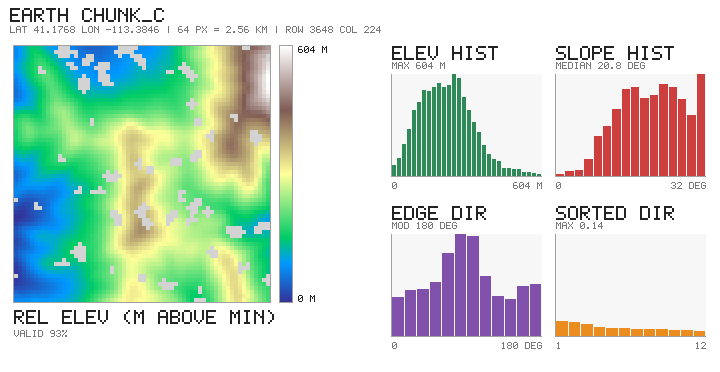 EARTH CHUNK_C
LAT 41.1768 LON -113.3846 | 64 PX = 2.56 KM | ROW 3648 COL 224
604 M
0 M
REL ELEV (M ABOVE MIN)
VALID 93%
ELEV HIST
MAX 604 M
0 604 M
SLOPE HIST
MEDIAN 20.8 DEG
0 32 DEG
EDGE DIR
MOD 180 DEG
0 180 DEG
SORTED DIR
MAX 0.14
1 12